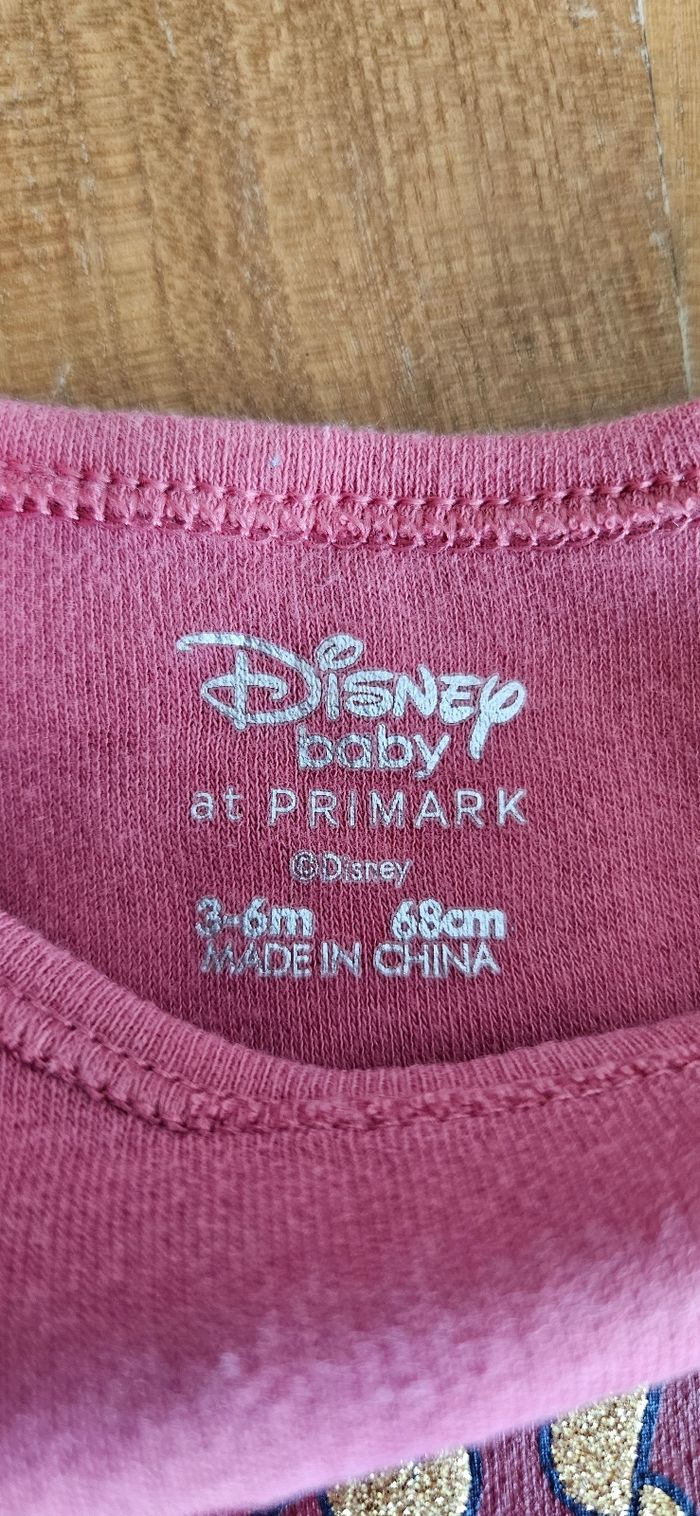 Disney
baby
at PRIMARK
©Disney
3-6m 68cm
MADE IN CHINA